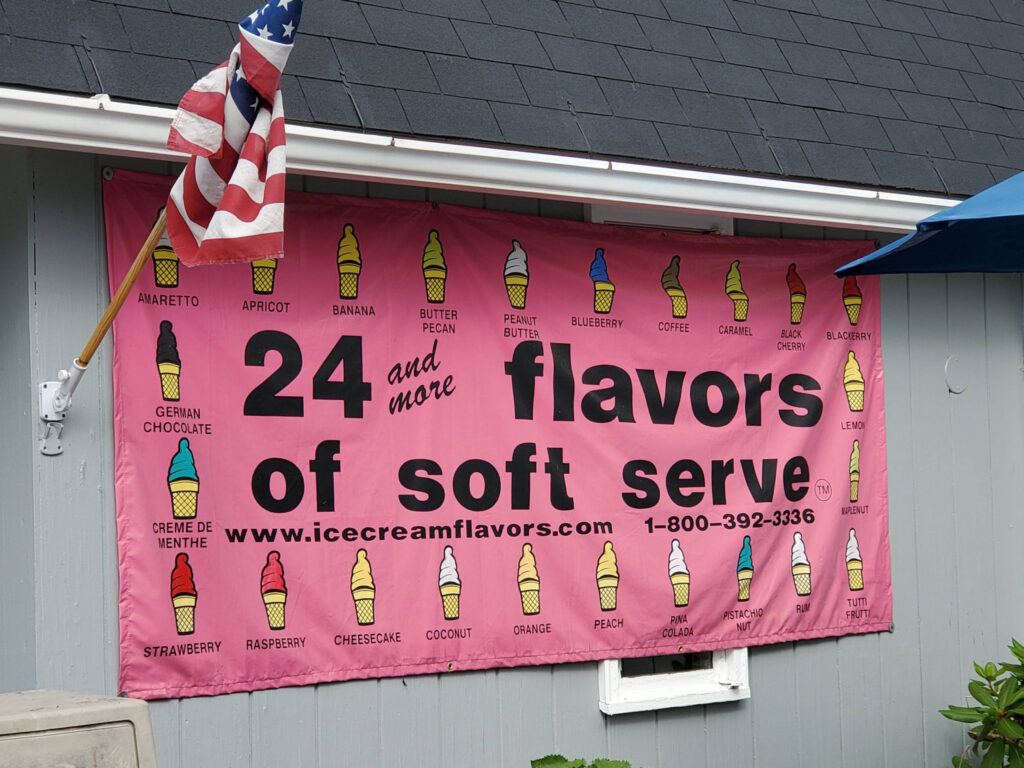 AMARETTO
APRICOT
BANANA
BUTTER
PECAN
PEANUT
BUTTER
BLUEBERRY
COFFEE
CARAMEL
BLACK
CHERRY
BLACKBERRY
GERMAN
CHOCOLATE
24 and more flavors
LEMON
of soft serve TM
CREME DE
MENTHE
MAPLENUT
www.icecreamflavors.com 1-800-392-3336
STRAWBERRY
RASPBERRY
CHEESECAKE
COCONUT
ORANGE
PEACH
PINA
COLADA
PISTACHIO
NUT
RUM
TUTTI
FRUTTI